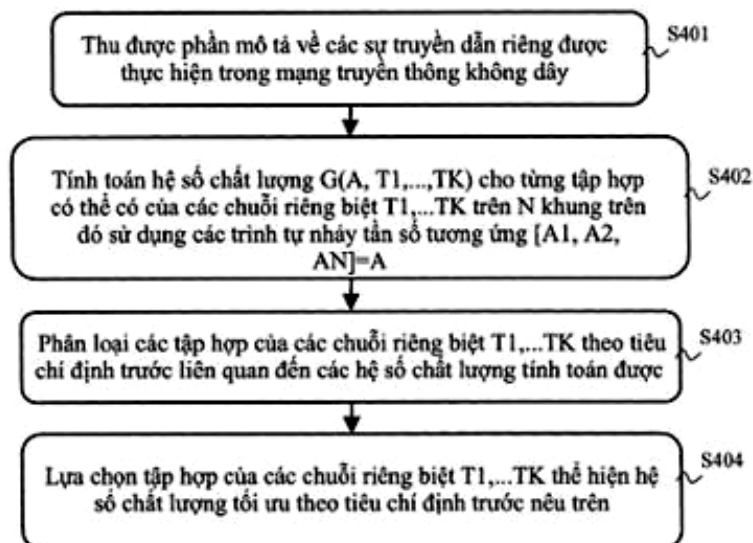 Thu được phần mô tả về các sự truyền dẫn riêng được
thực hiện trong mạng truyền thông không dây
S401
Tính toán hệ số chất lượng G(A, T1,...,TK) cho từng tập hợp
có thể có của các chuỗi riêng biệt T1,...TK trên N khung trên
đó sử dụng các trình tự nhảy tần số tương ứng [A1, A2,
AN]=A
S402
Phân loại các tập hợp của các chuỗi riêng biệt T1,...TK theo tiêu
chí định trước liên quan đến các hệ số chất lượng tính toán được
S403
Lựa chọn tập hợp của các chuỗi riêng biệt T1,...TK thể hiện hệ
số chất lượng tối ưu theo tiêu chí định trước nêu trên
S404